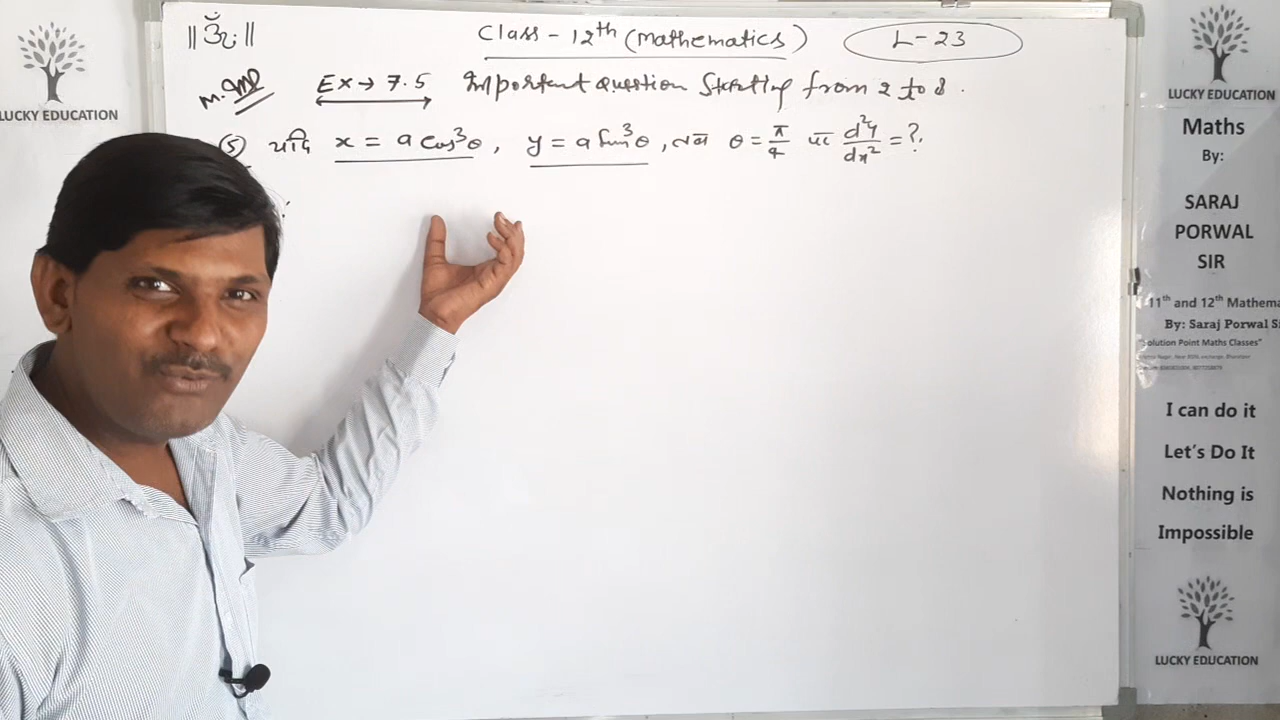 ॥ ॐ ॥
Class - 12th (Mathematics)
L-23
M.Imp
Ex → 7.5 Important Question Starting from 2 to 8.
(5) यदि x = a cos³θ, y = a sin³θ, तब θ = π/4 पर d²y/dx² = ?
LUCKY EDUCATION
LUCKY EDUCATION
Maths
By:
SARAJ
PORWAL
SIR
11th and 12th Mathema
By: Saraj Porwal Si
Solution Point Maths Classes"
I can do it
Let's Do It
Nothing is
Impossible
LUCKY EDUCATION